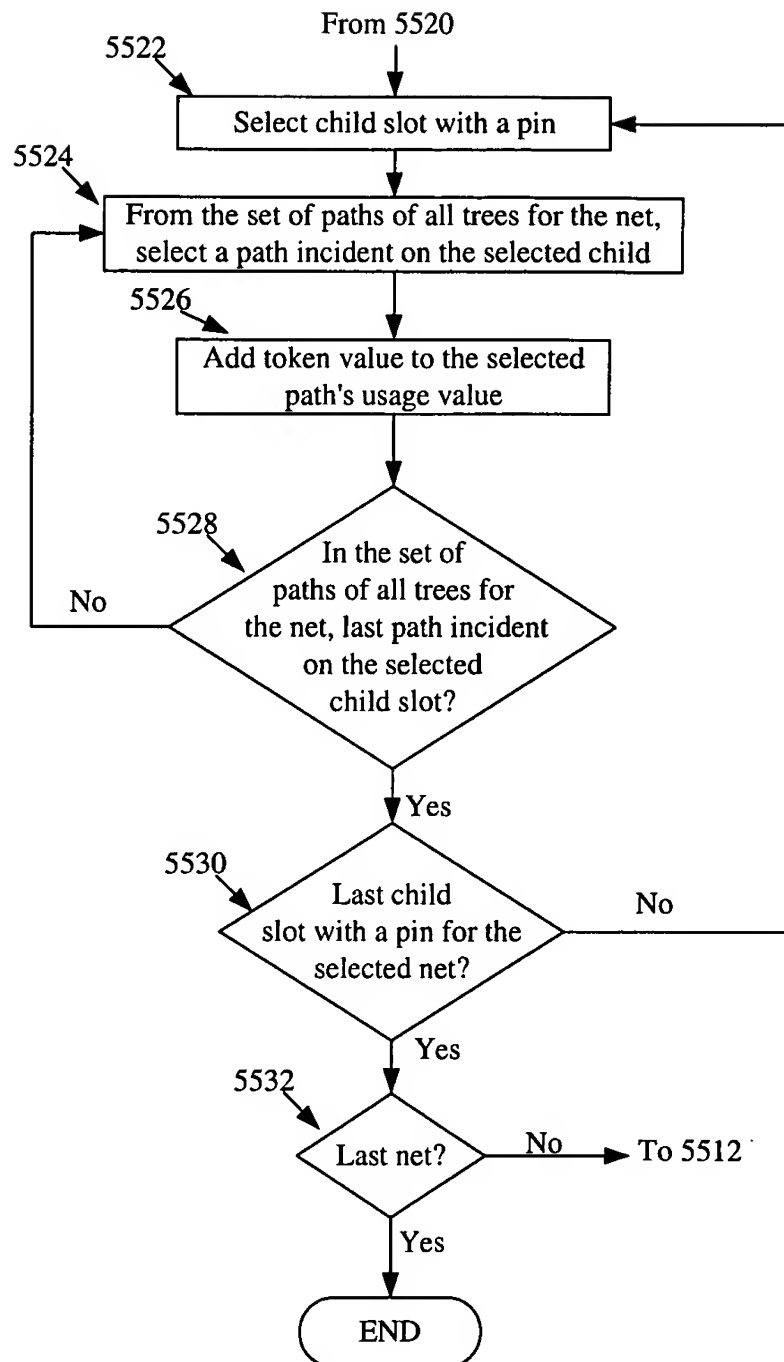 From 5520
5522
Select child slot with a pin
5524
From the set of paths of all trees for the net,
select a path incident on the selected child
5526
Add token value to the selected
path's usage value
5528
In the set of
paths of all trees for
the net, last path incident
on the selected
child slot?
No
Yes
5530
Last child
slot with a pin for the
selected net?
No
Yes
5532
Last net?
No
To 5512
Yes
END